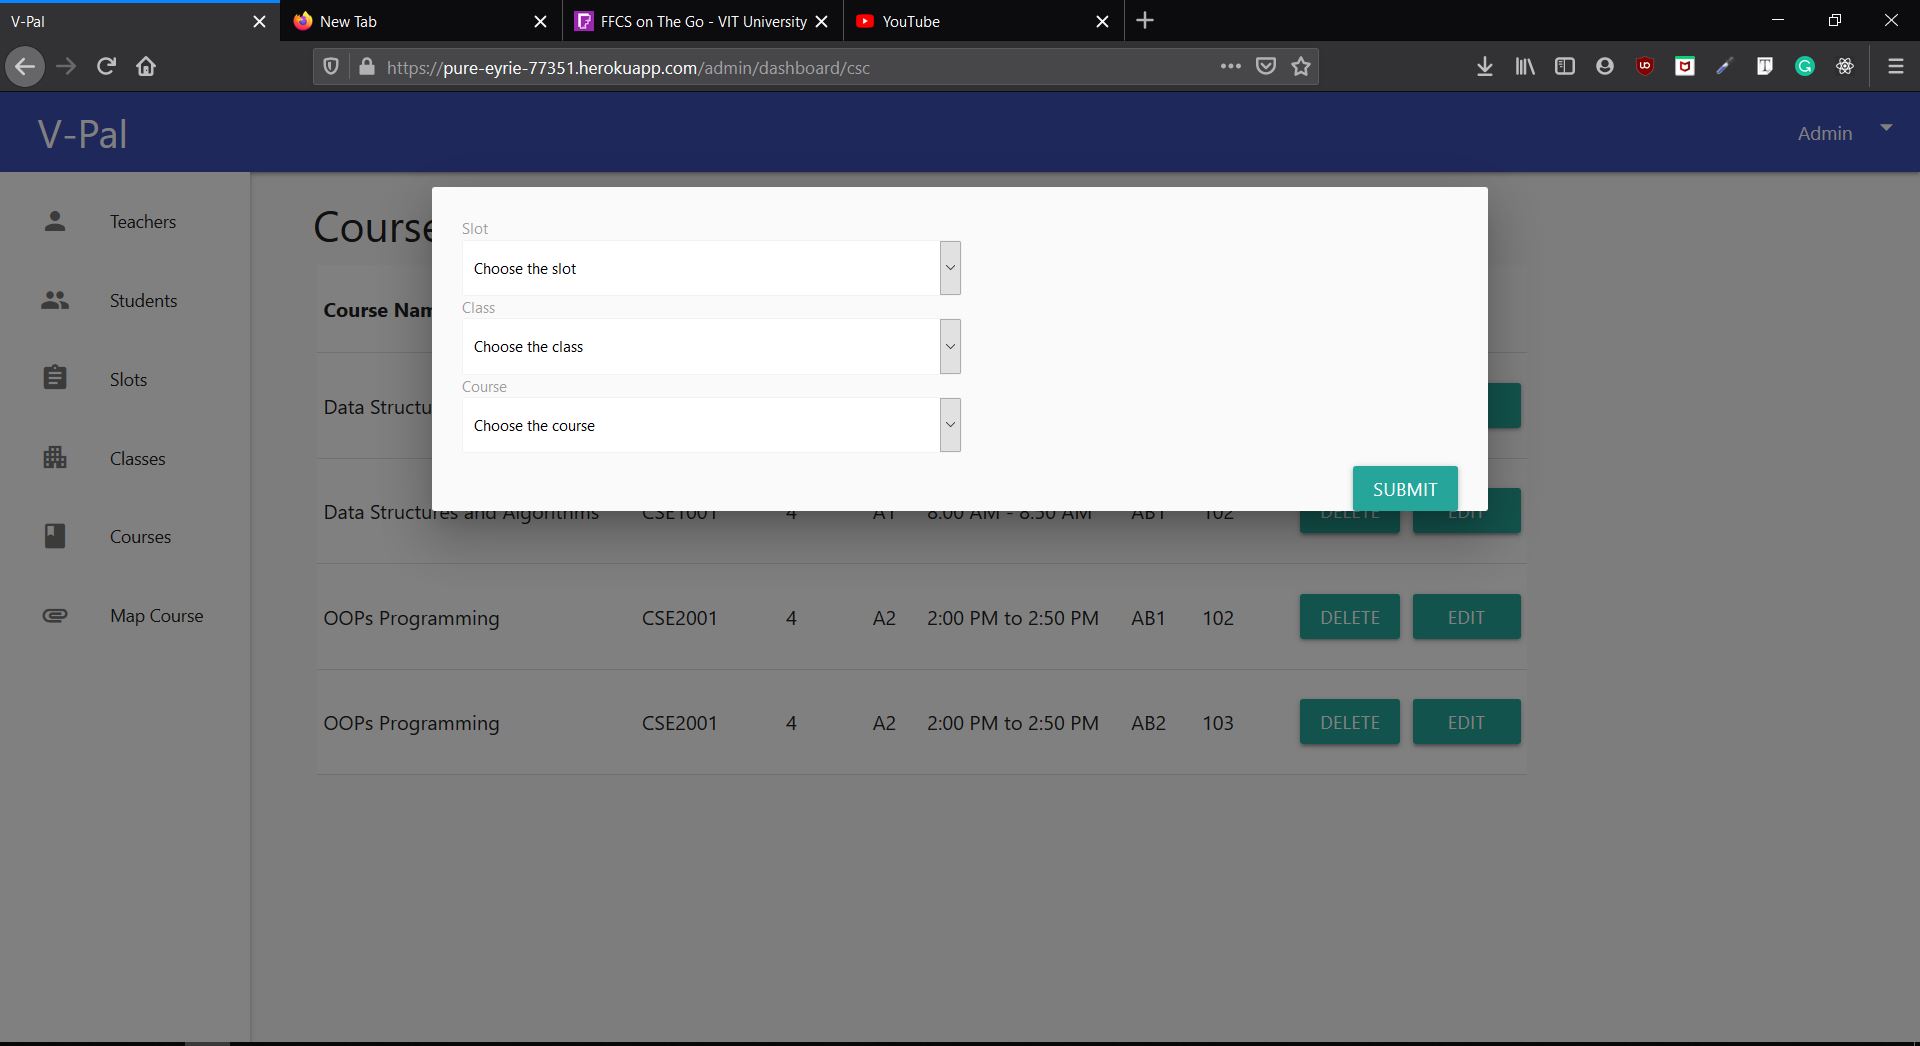 V-Pal
New Tab
FFCS on The Go - VIT University
YouTube
https://pure-eyrie-77351.herokuapp.com/admin/dashboard/csc
V-Pal
Admin
Teachers
Students
Slots
Classes
Courses
Map Course
Slot
Choose the slot
Class
Choose the class
Course
Choose the course
SUBMIT
Course
Course Nam
Data Structu
Data Structures and Algorithms CSE1001 4 A1 8:00 AM - 8:50 AM AB1 102 DELETE EDIT
OOPs Programming CSE2001 4 A2 2:00 PM to 2:50 PM AB1 102 DELETE EDIT
OOPs Programming CSE2001 4 A2 2:00 PM to 2:50 PM AB2 103 DELETE EDIT